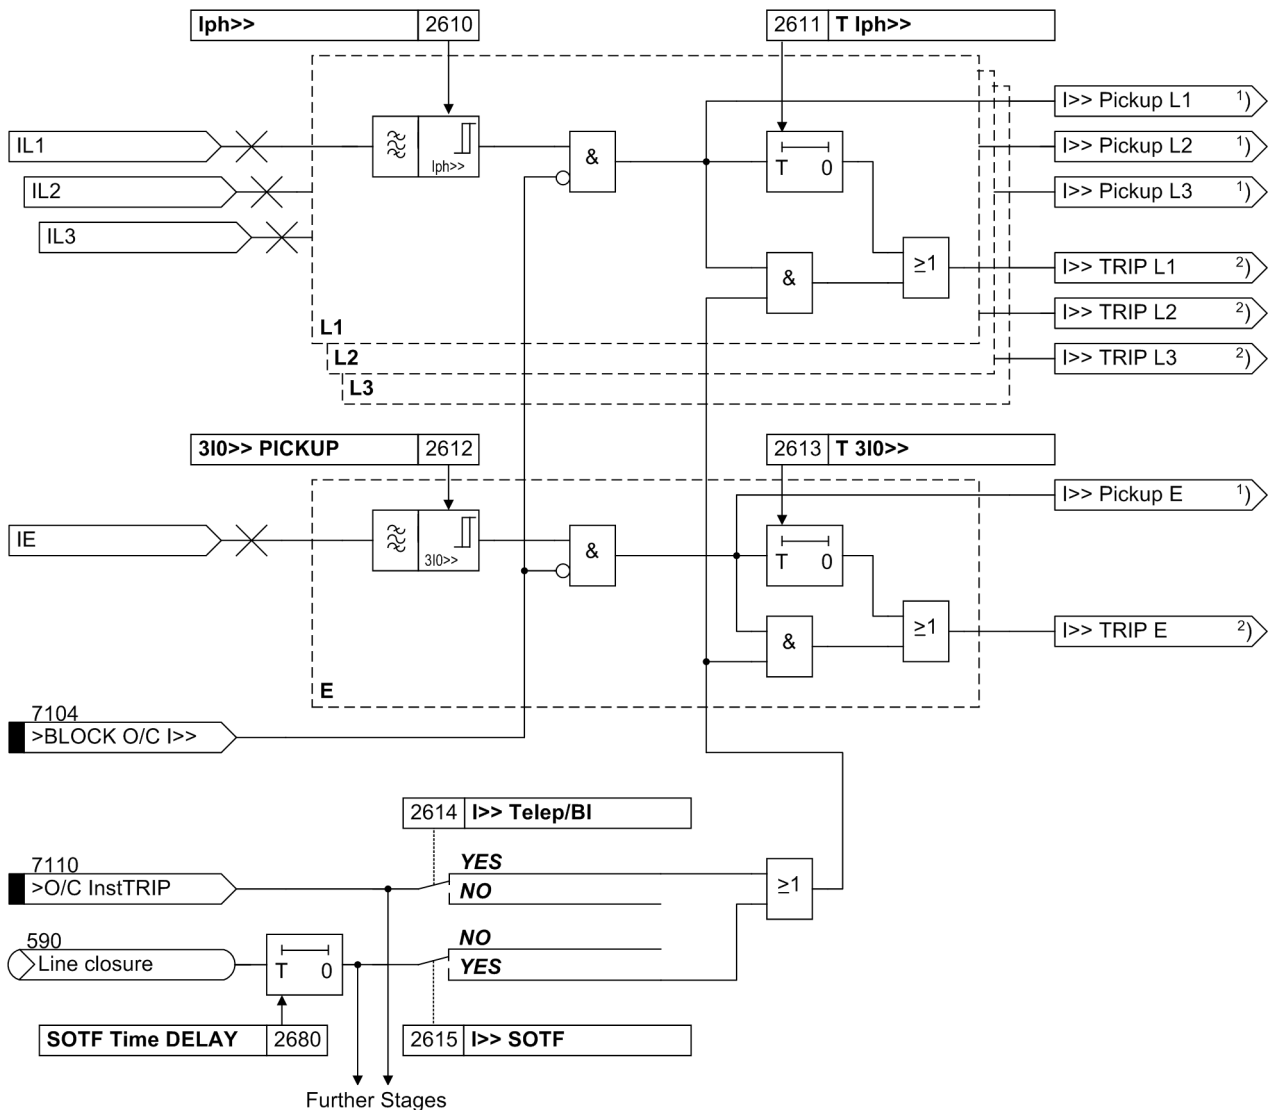 Iph>> 2610
2611 T Iph>>
IL1
IL2
IL3
Iph>>
&
T 0
&
≥1
I>> Pickup L1 1)
I>> Pickup L2 1)
I>> Pickup L3 1)
I>> TRIP L1 2)
I>> TRIP L2 2)
I>> TRIP L3 2)
L1
L2
L3
3I0>> PICKUP 2612
2613 T 3I0>>
IE
3I0>>
&
T 0
&
≥1
I>> Pickup E 1)
I>> TRIP E 2)
E
7104
>BLOCK O/C I>>
2614 I>> Telep/BI
7110
>O/C InstTRIP
YES
NO
≥1
590
Line closure
T 0
NO
YES
SOTF Time DELAY 2680
2615 I>> SOTF
Further Stages